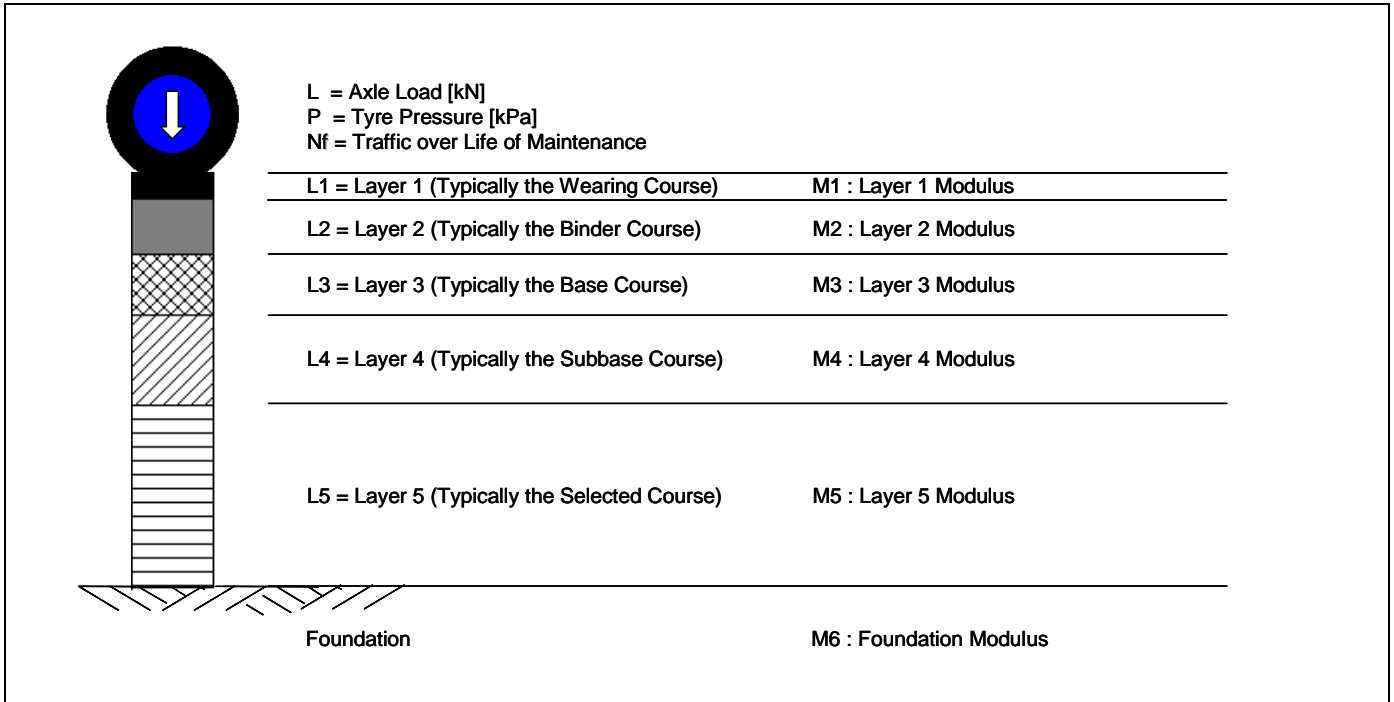 L = Axle Load [kN]
P = Tyre Pressure [kPa]
Nf = Traffic over Life of Maintenance
L1 = Layer 1 (Typically the Wearing Course) M1 : Layer 1 Modulus
L2 = Layer 2 (Typically the Binder Course) M2 : Layer 2 Modulus
L3 = Layer 3 (Typically the Base Course) M3 : Layer 3 Modulus
L4 = Layer 4 (Typically the Subbase Course) M4 : Layer 4 Modulus
L5 = Layer 5 (Typically the Selected Course) M5 : Layer 5 Modulus
Foundation M6 : Foundation Modulus